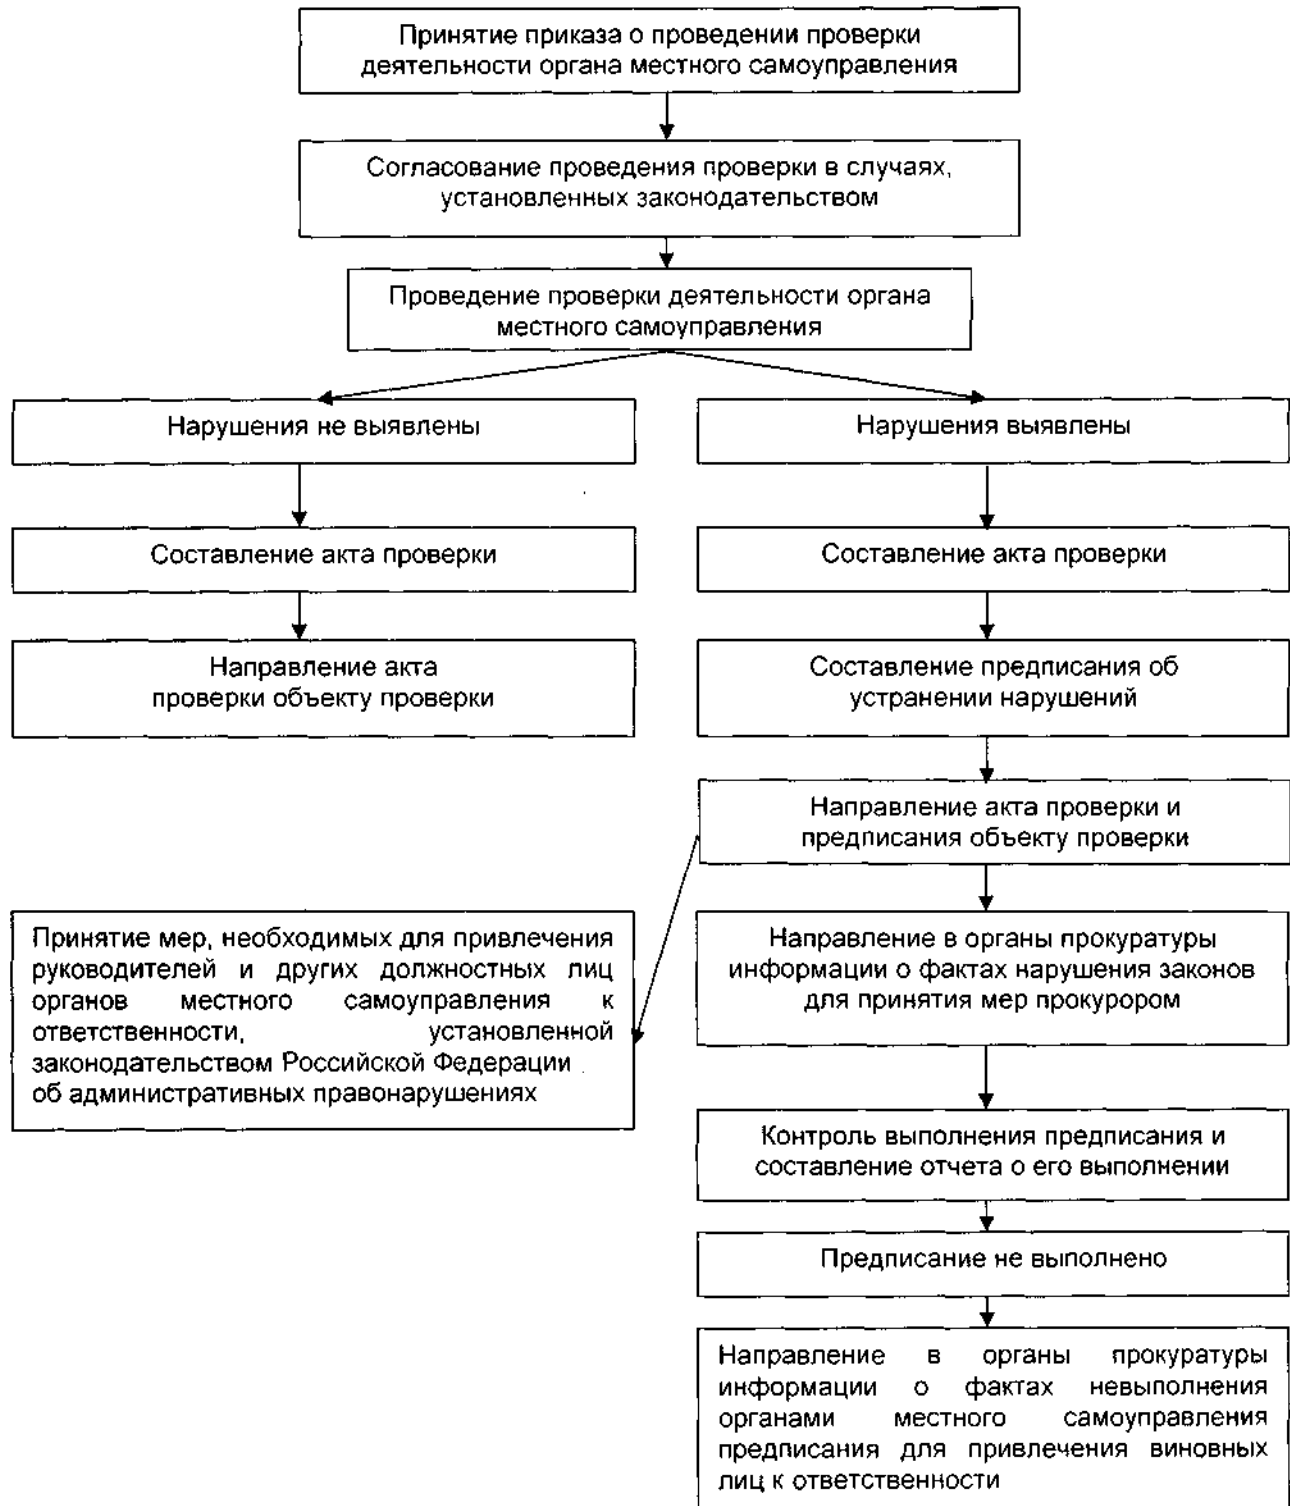 Принятие приказа о проведении проверки
деятельности органа местного самоуправления
Согласование проведения проверки в случаях,
установленных законодательством
Проведение проверки деятельности органа
местного самоуправления
Нарушения не выявлены
Нарушения выявлены
Составление акта проверки
Составление акта проверки
Направление акта
проверки объекту проверки
Составление предписания об
устранении нарушений
Направление акта проверки и
предписания объекту проверки
Принятие мер, необходимых для привлечения
руководителей и других должностных лиц
органов местного самоуправления к
ответственности, установленной
законодательством Российской Федерации
об административных правонарушениях
Направление в органы прокуратуры
информации о фактах нарушения законов
для принятия мер прокурором
Контроль выполнения предписания и
составление отчета о его выполнении
Предписание не выполнено
Направление в органы прокуратуры
информации о фактах невыполнения
органами местного самоуправления
предписания для привлечения виновных
лиц к ответственности